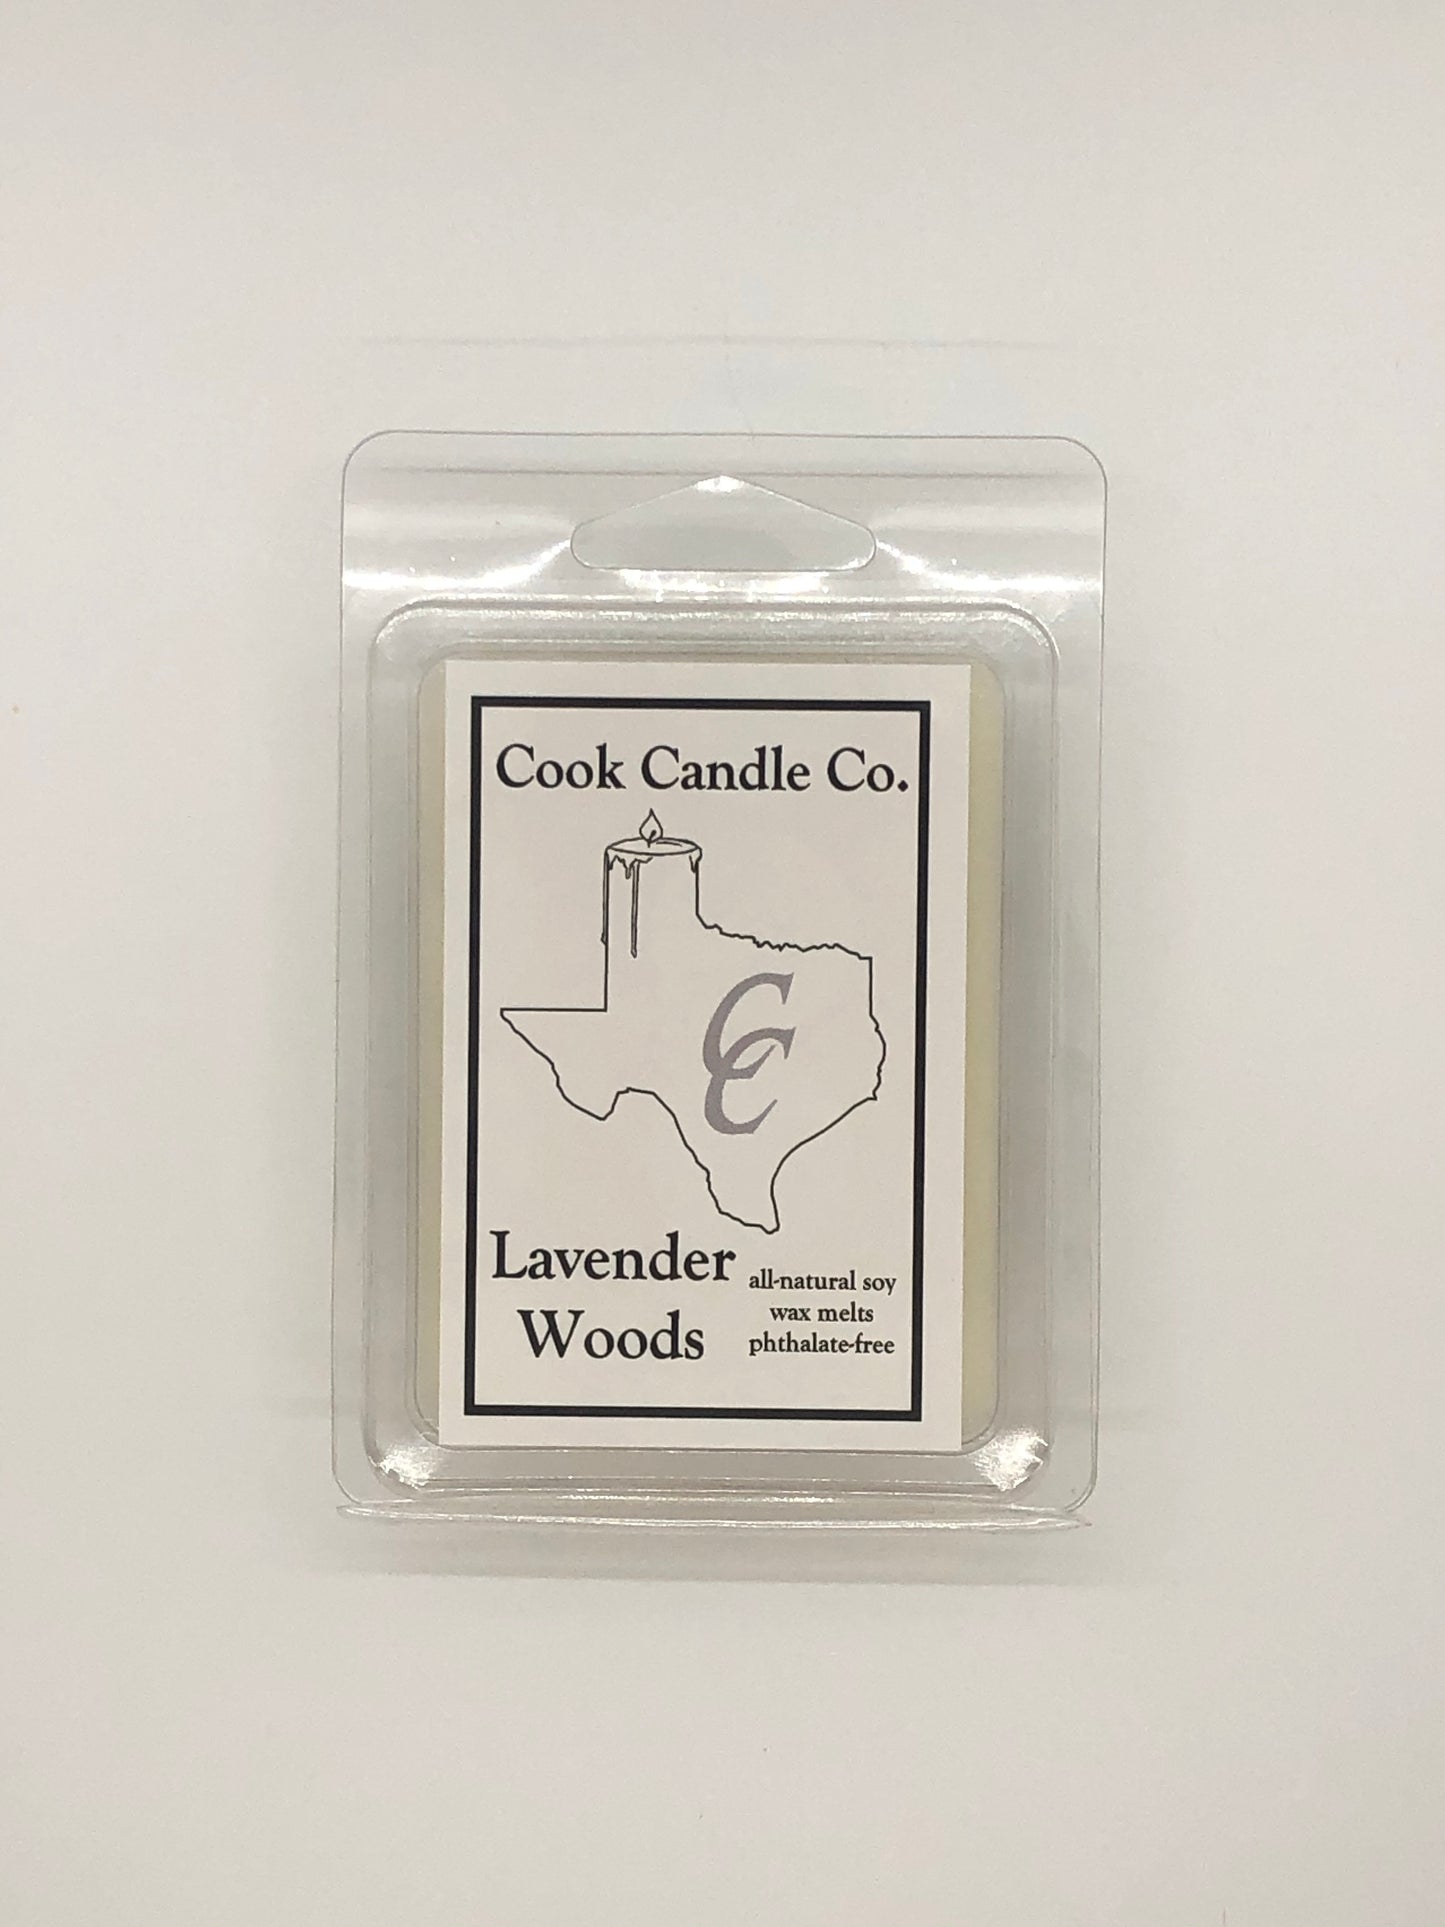 Cook Candle Co.
CC
Lavender
Woods
all-natural soy
wax melts
phthalate-free